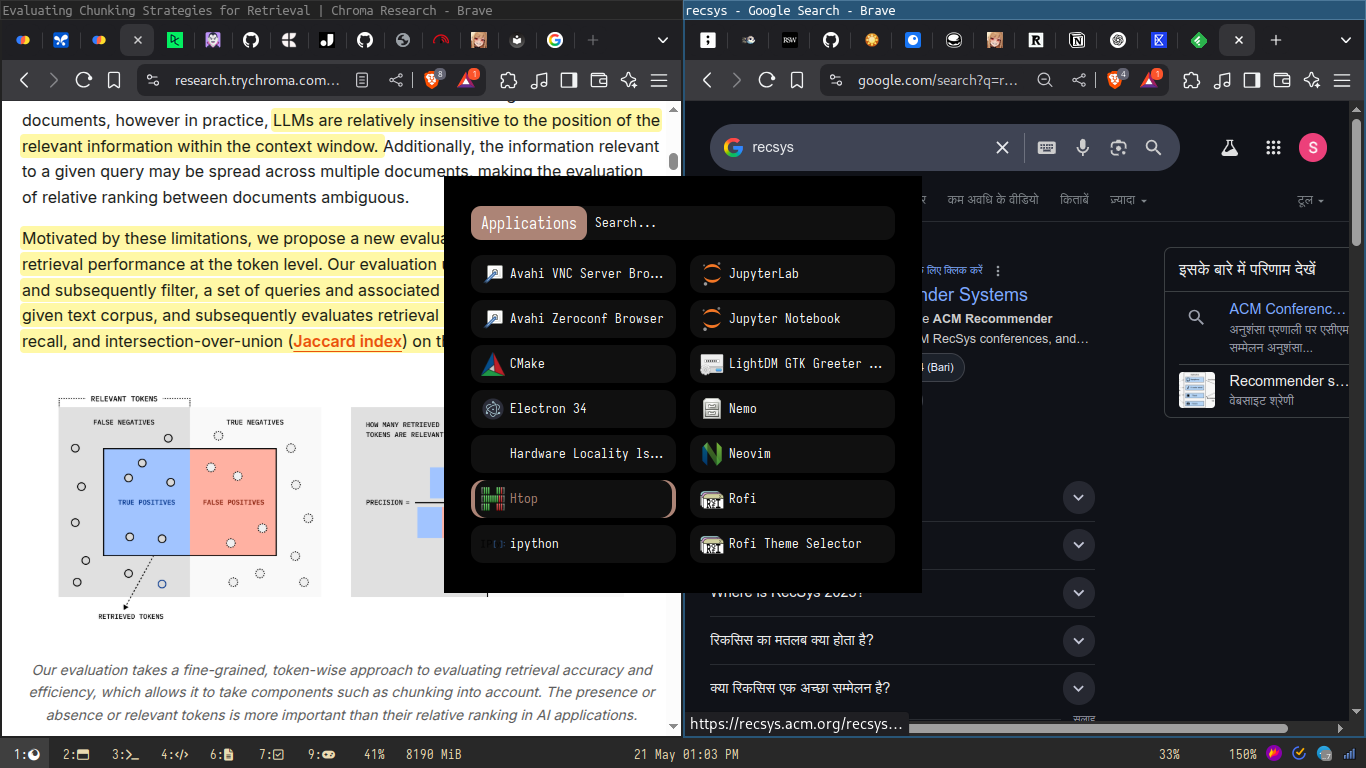 Evaluating Chunking Strategies for Retrieval | Chroma Research - Brave
research.trychroma.com...
8
1
documents, however in practice, LLMs are relatively insensitive to the position of the
relevant information within the context window. Additionally, the information relevant
to a given query may be spread across multiple documents, making the evaluation
of relative ranking between documents ambiguous.
Motivated by these limitations, we propose a new evalua
retrieval performance at the token level. Our evaluation
and subsequently filter, a set of queries and associated
given text corpus, and subsequently evaluates retrieval
recall, and intersection-over-union (Jaccard index) on th
RELEVANT TOKENS
FALSE NEGATIVES
TRUE NEGATIVES
TRUE POSITIVES
FALSE POSITIVES
RETRIEVED TOKENS
HOW MANY RETRIEVED
TOKENS ARE RELEVANT
PRECISION =
Our evaluation takes a fine-grained, token-wise approach to evaluating retrieval accuracy and
efficiency, which allows it to take components such as chunking into account. The presence or
absence or relevant tokens is more important than their relative ranking in AI applications.
Applications
Search...
Avahi VNC Server Bro...
JupyterLab
Avahi Zeroconf Browser
Jupyter Notebook
CMake
LightDM GTK Greeter ...
Electron 34
Nemo
Hardware Locality ls...
Neovim
Htop
Rofi
ipython
Rofi Theme Selector
recsys - Google Search - Brave
google.com/search?q=r...
4
1
recsys
S
कम अवधि के वीडियो
किताबें
ज़्यादा
टूल
लिए क्लिक करें
nder Systems
e ACM Recommender
M RecSys conferences, and...
4 (Bari)
इसके बारे में परिणाम देखें
ACM Conferenc...
अनुशंसा प्रणाली पर एसीएम
सम्मेलन अनुशंसा...
Recommender s...
वेबसाइट श्रेणी
Where is RecSys 2025?
रिकसिस का मतलब क्या होता है?
क्या रिकसिस एक अच्छा सम्मेलन है?
सलाह
https://recsys.acm.org/recsys...
1:
2:
3:
4:
6:
7:
9:
41%
8190 MiB
21 May 01:03 PM
33%
150%